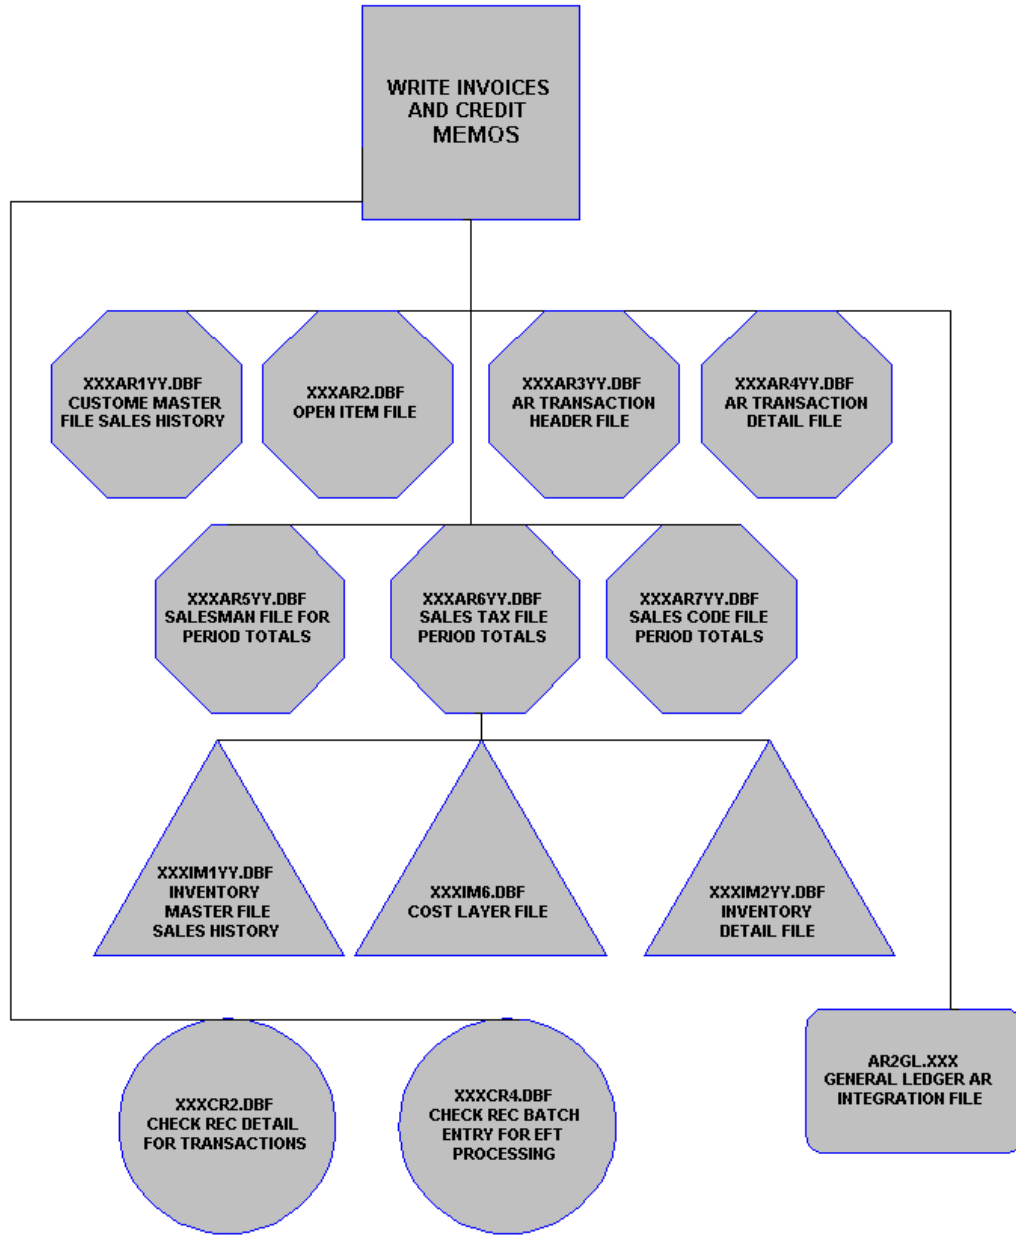 WRITE INVOICES
AND CREDIT
MEMOS
XXXAR1YY.DBF
CUSTOME MASTER
FILE SALES HISTORY
XXXAR2.DBF
OPEN ITEM FILE
XXXAR3YY.DBF
AR TRANSACTION
HEADER FILE
XXXAR4YY.DBF
AR TRANSACTION
DETAIL FILE
XXXAR5YY.DBF
SALESMAN FILE FOR
PERIOD TOTALS
XXXAR6YY.DBF
SALES TAX FILE
PERIOD TOTALS
XXXAR7YY.DBF
SALES CODE FILE
PERIOD TOTALS
XXXIM1YY.DBF
INVENTORY
MASTER FILE
SALES HISTORY
XXXIM6.DBF
COST LAYER FILE
XXXIM2YY.DBF
INVENTORY
DETAIL FILE
XXXCR2.DBF
CHECK REC DETAIL
FOR TRANSACTIONS
XXXCR4.DBF
CHECK REC BATCH
ENTRY FOR EFT
PROCESSING
AR2GL.XXX
GENERAL LEDGER AR
INTEGRATION FILE